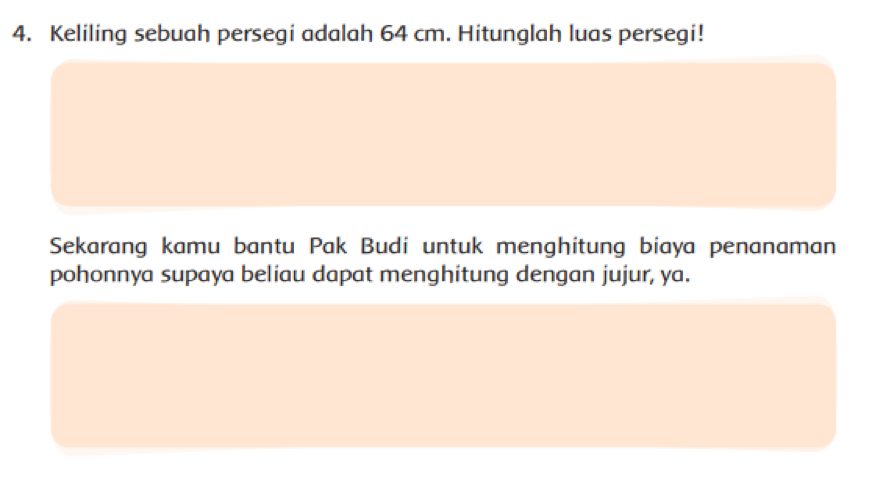 4. Keliling sebuah persegi adalah 64 cm. Hitunglah luas persegi!
Sekarang kamu bantu Pak Budi untuk menghitung biaya penanaman
pohonnya supaya beliau dapat menghitung dengan jujur, ya.